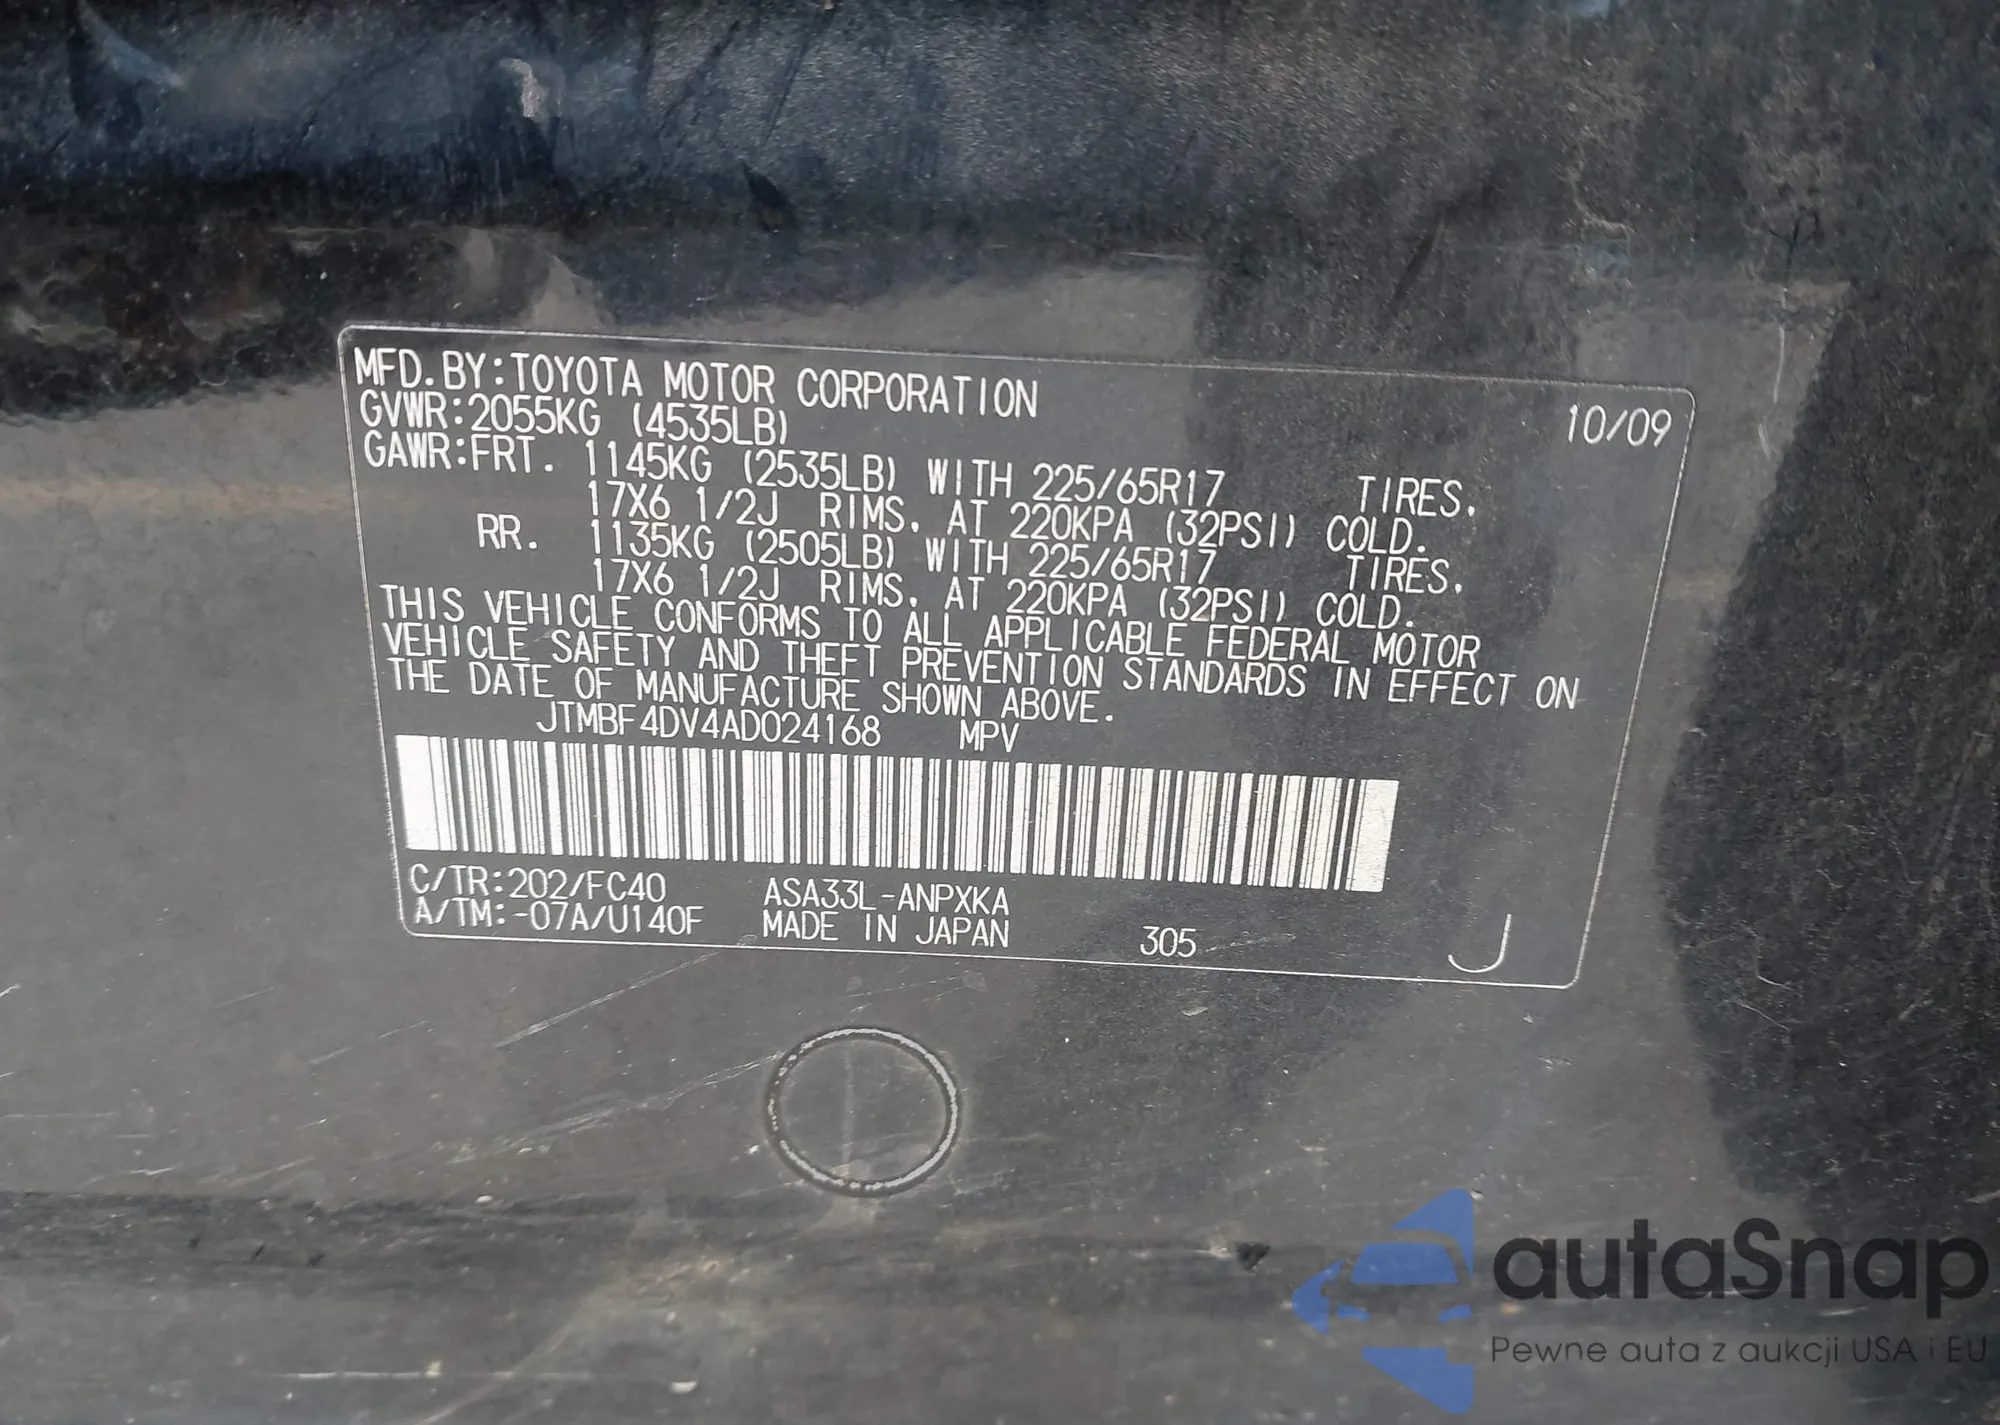 MFD.BY:TOYOTA MOTOR CORPORATION 10/09
GVWR:2055KG (4535LB)
GAWR:FRT. 1145KG (2535LB) WITH 225/65R17 TIRES.
17X6 1/2J RIMS. AT 220KPA (32PSI) COLD.
RR. 1135KG (2505LB) WITH 225/65R17 TIRES.
17X6 1/2J RIMS. AT 220KPA (32PSI) COLD.
THIS VEHICLE CONFORMS TO ALL APPLICABLE FEDERAL MOTOR
VEHICLE SAFETY AND THEFT PREVENTION STANDARDS IN EFFECT ON
THE DATE OF MANUFACTURE SHOWN ABOVE.
JTMBF4DV4AD024168 MPV
C/TR:202/FC40 ASA33L-ANPXKA
A/TM:-07A/U140F MADE IN JAPAN 305 J
autaSnap
Pewne auta z aukcji USA i EU